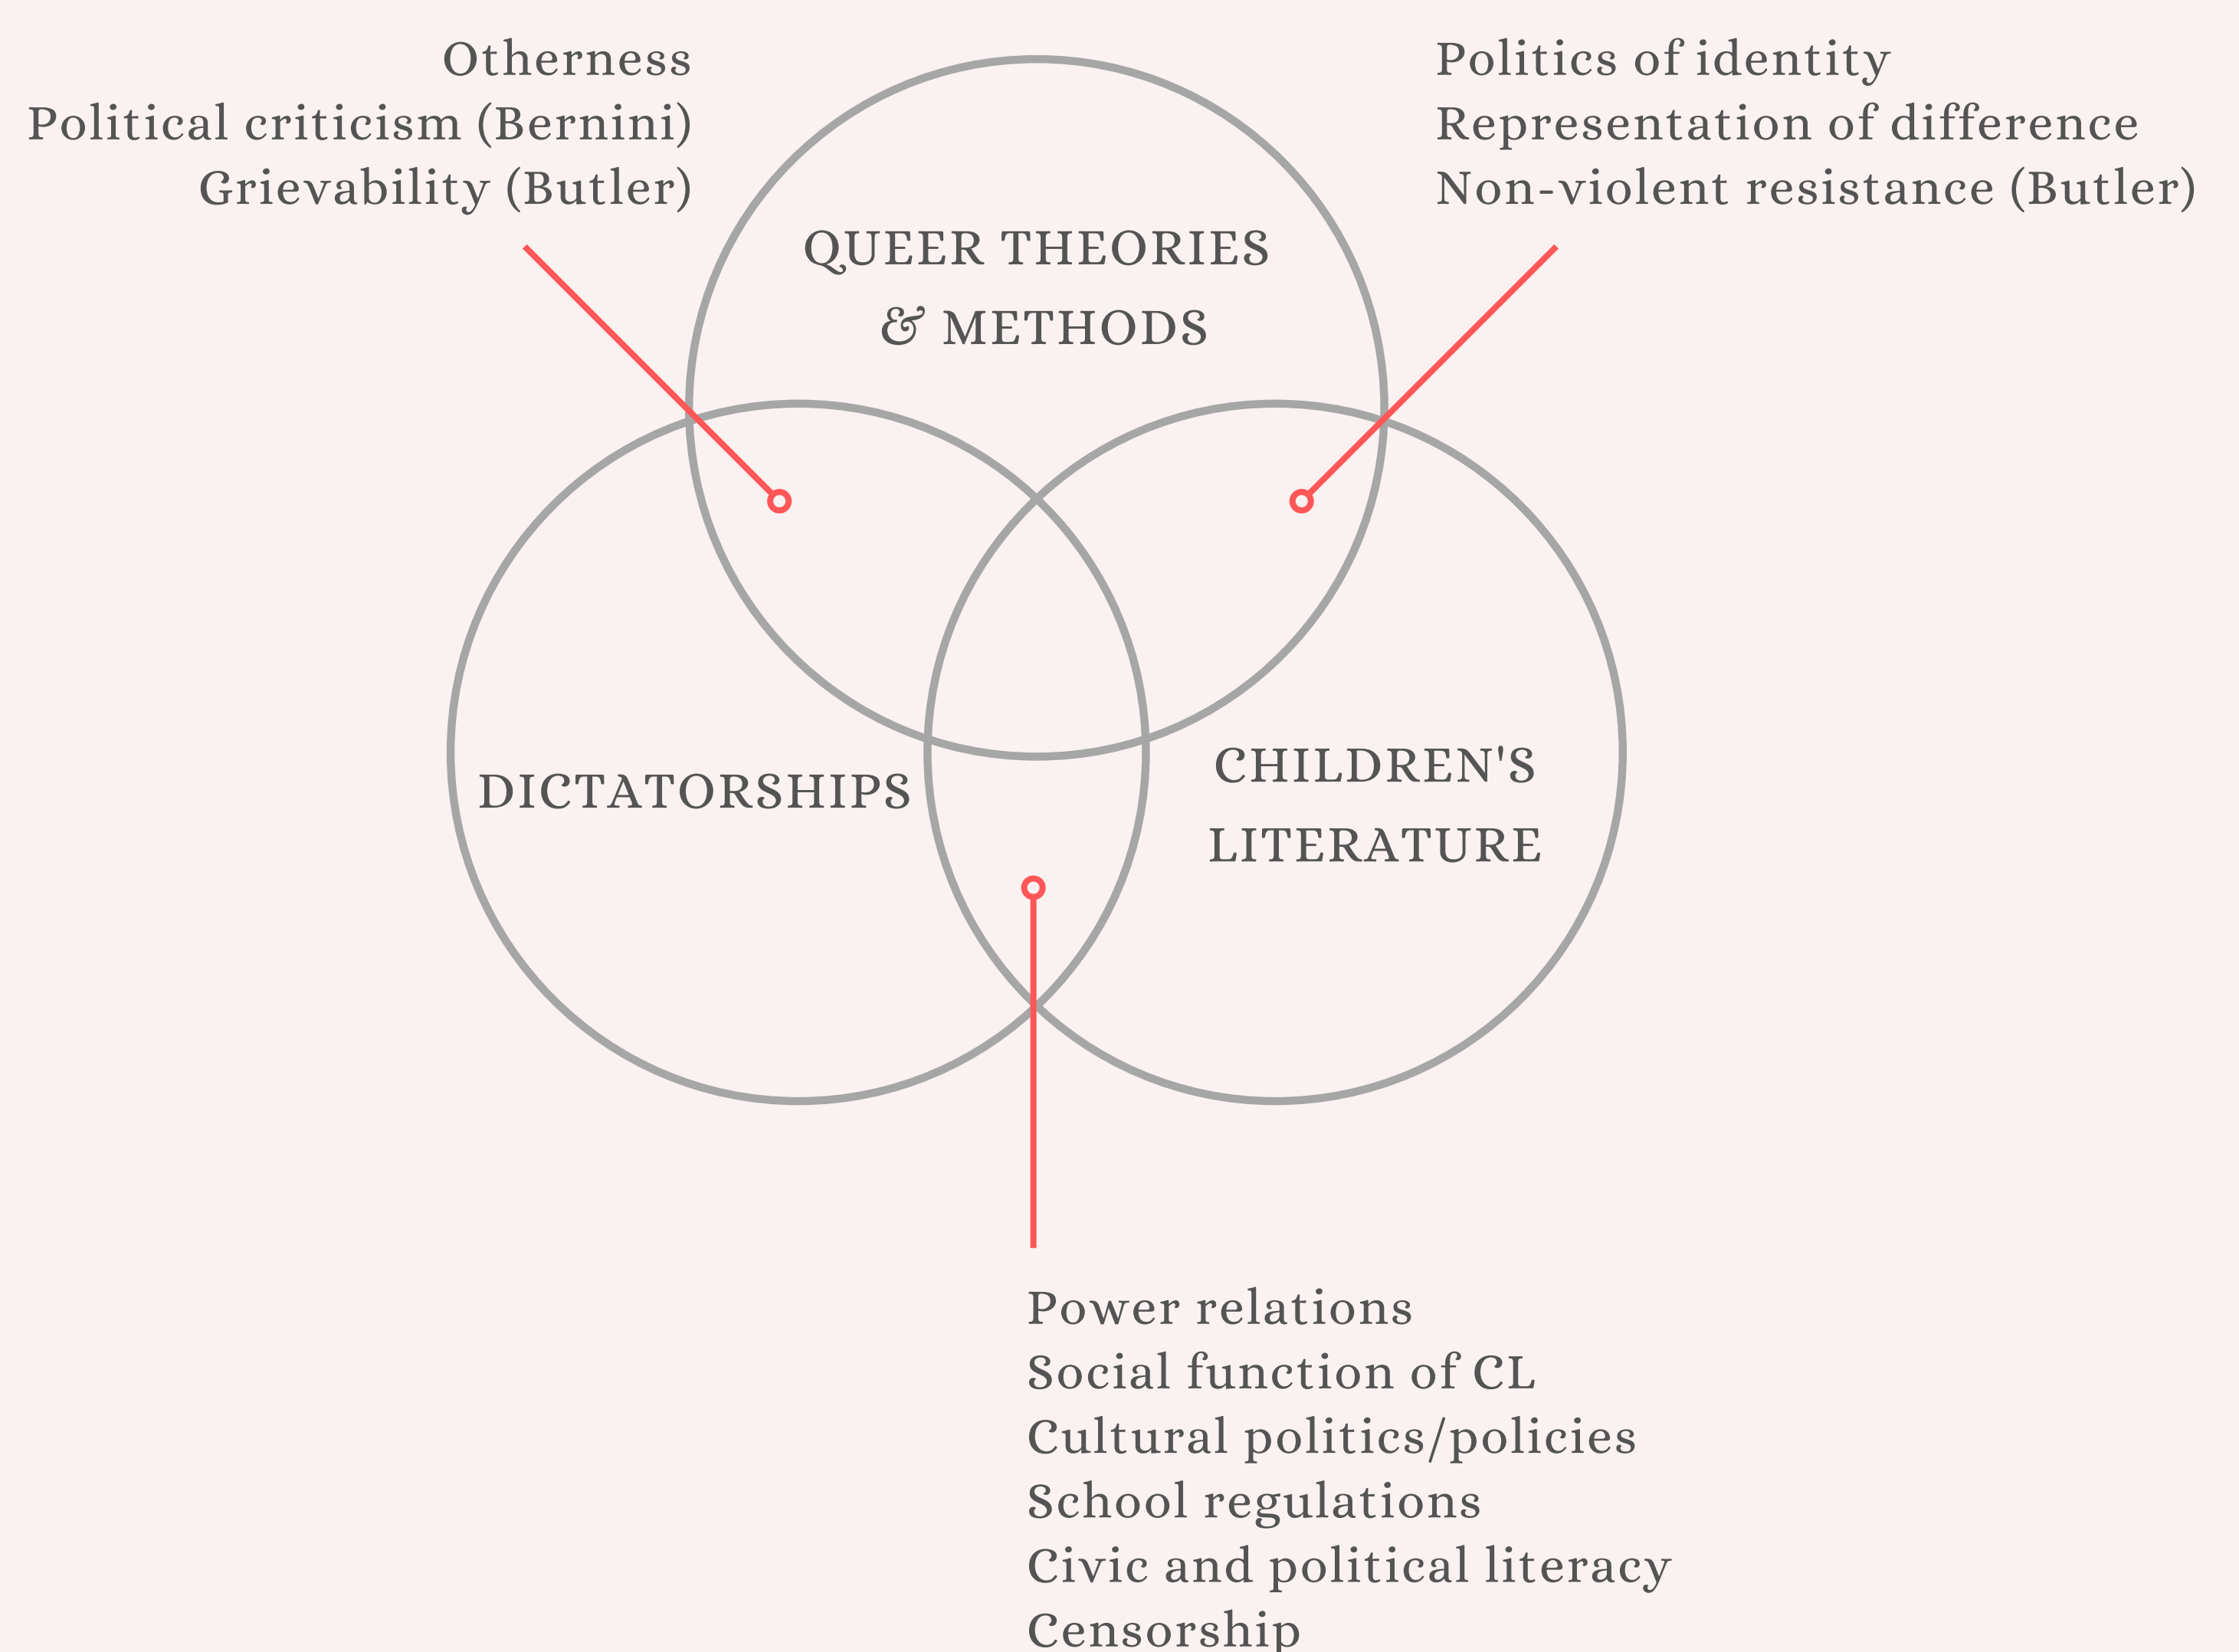 Otherness
Political criticism (Bernini)
Grievability (Butler)
Politics of identity
Representation of difference
Non-violent resistance (Butler)
QUEER THEORIES
& METHODS
DICTATORSHIPS
CHILDREN'S
LITERATURE
Power relations
Social function of CL
Cultural politics/policies
School regulations
Civic and political literacy
Censorship